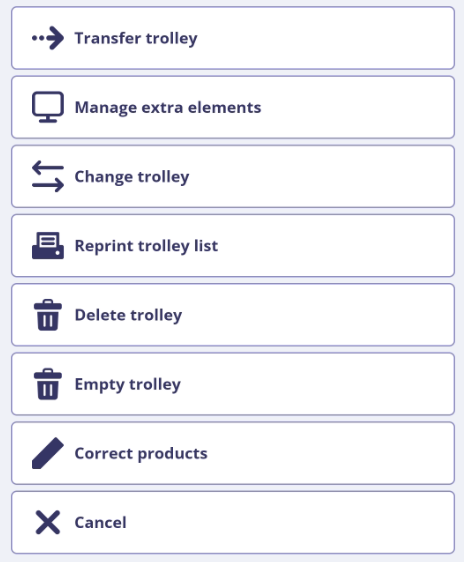 Transfer trolley
Manage extra elements
Change trolley
Reprint trolley list
Delete trolley
Empty trolley
Correct products
Cancel